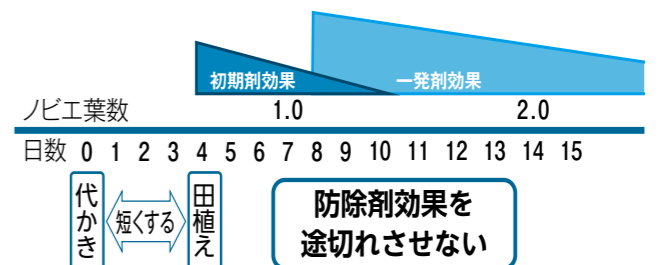 初期剤効果
一発剤効果
ノビエ葉数 1.0 2.0
日数 0 1 2 3 4 5 6 7 8 9 10 11 12 13 14 15
代かき
短くする
田植え
防除剤効果を
途切れさせない